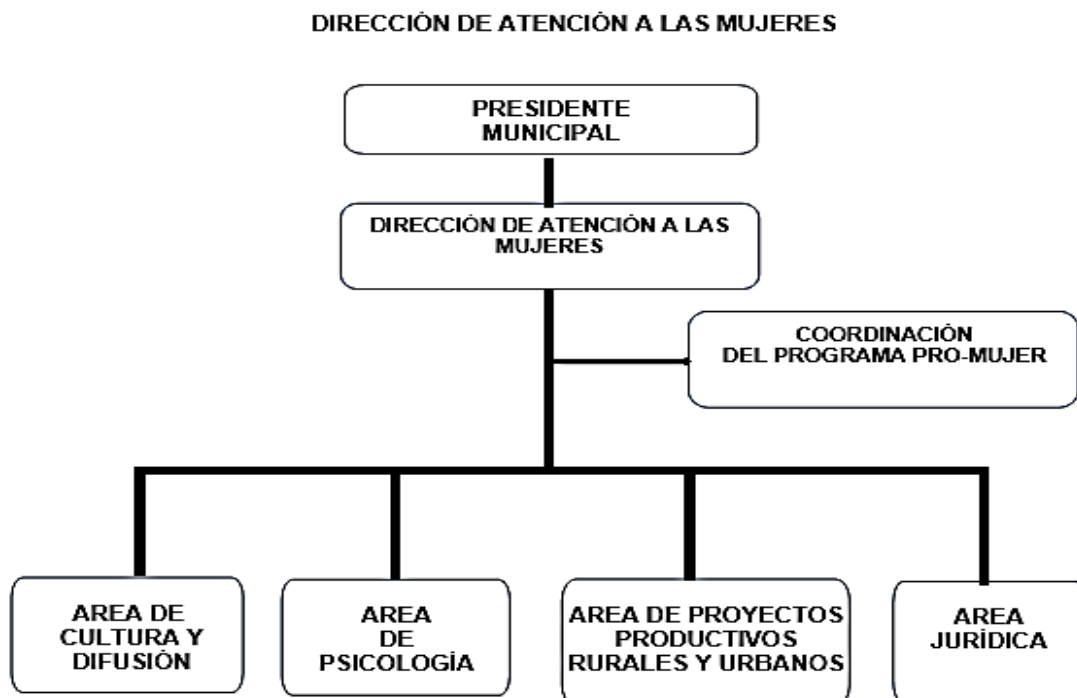 DIRECCIÓN DE ATENCIÓN A LAS MUJERES
PRESIDENTE
MUNICIPAL
DIRECCIÓN DE ATENCIÓN A LAS
MUJERES
COORDINACIÓN
DEL PROGRAMA PRO-MUJER
AREA DE
CULTURA Y
DIFUSIÓN
AREA
DE
PSICOLOGÍA
AREA DE PROYECTOS
PRODUCTIVOS
RURALES Y URBANOS
AREA
JURÍDICA